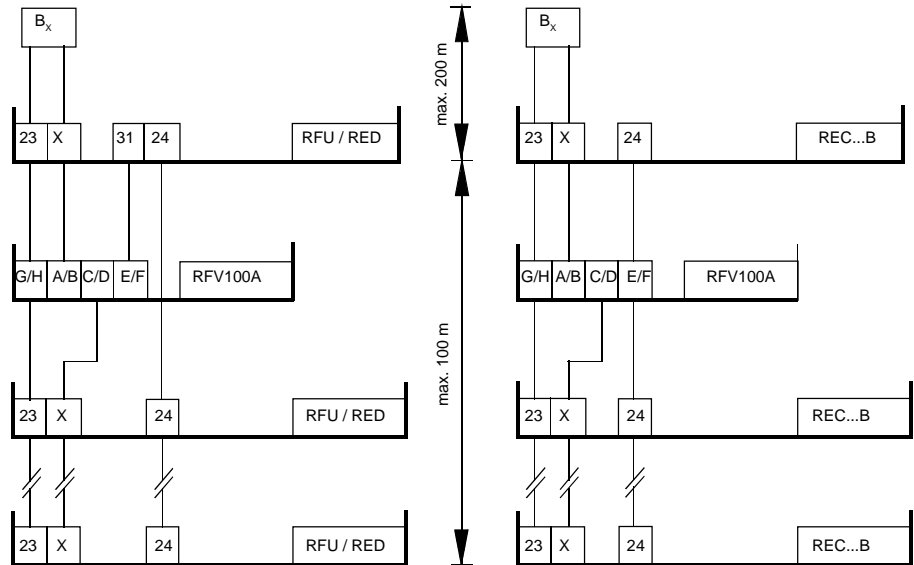 BX
BX
max. 200 m
23 X 31 24 RFU / RED
23 X 24 REC...B
G/H A/B C/D E/F RFV100A
G/H A/B C/D E/F RFV100A
max. 100 m
23 X 24 RFU / RED
23 X 24 REC...B
23 X 24 RFU / RED
23 X 24 REC...B